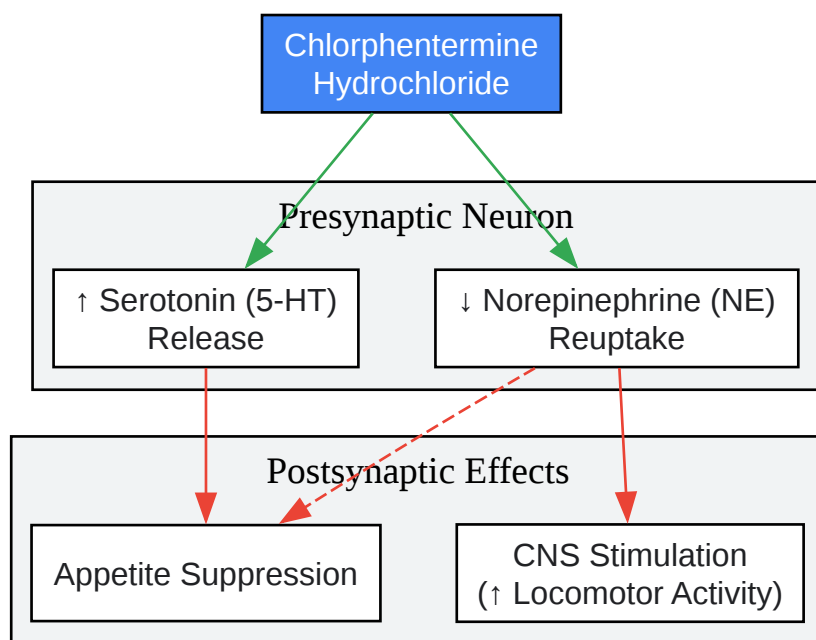 Chlorphentermine
Hydrochloride
Presynaptic Neuron
↑ Serotonin (5-HT)
Release
↓ Norepinephrine (NE)
Reuptake
Postsynaptic Effects
Appetite Suppression
CNS Stimulation
(↑ Locomotor Activity)